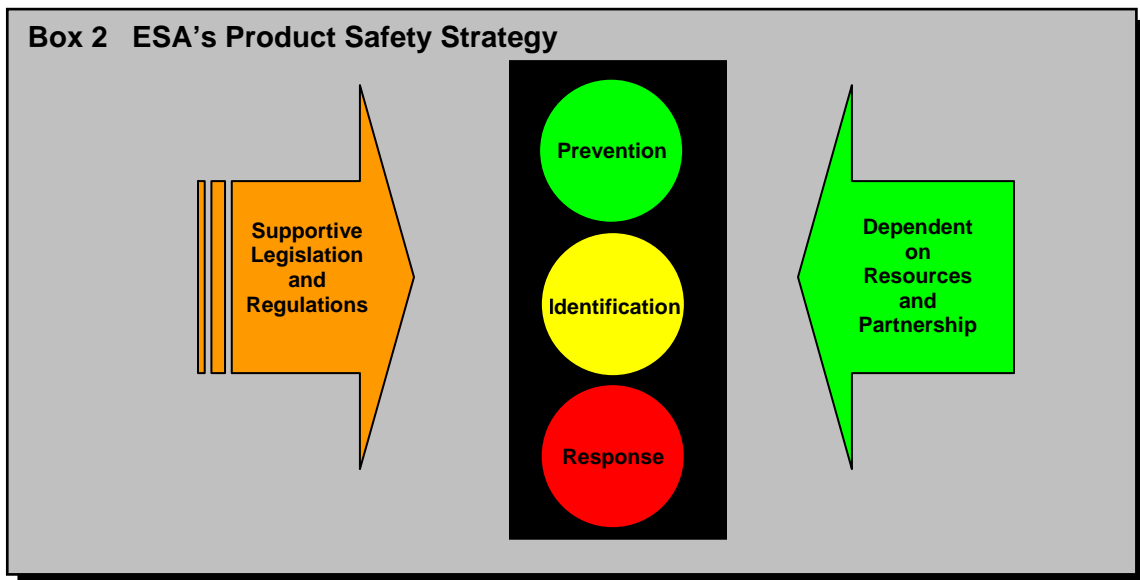 Box 2 ESA's Product Safety Strategy
Supportive
Legislation
and
Regulations
Prevention
Identification
Response
Dependent
on
Resources
and
Partnership